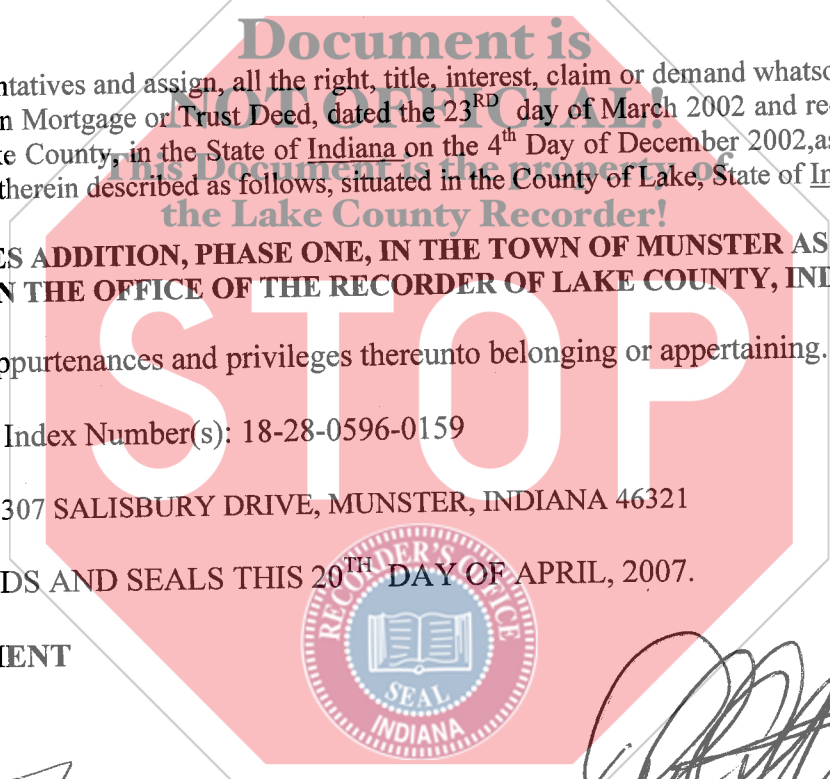 Document is
ntatives and assign, all the right, title, interest, claim or demand whatso
NOT OFFICIAL!
n Mortgage or Trust Deed, dated the 23RD day of March 2002 and re
ke County, in the State of Indiana on the 4th Day of December 2002,as
This Document is the property of
therein described as follows, situated in the County of Lake, State of In
the Lake County Recorder!
ES ADDITION, PHASE ONE, IN THE TOWN OF MUNSTER AS
N THE OFFICE OF THE RECORDER OF LAKE COUNTY, IND
STOP
ppurtenances and privileges thereunto belonging or appertaining.
Index Number(s): 18-28-0596-0159
307 SALISBURY DRIVE, MUNSTER, INDIANA 46321
DS AND SEALS THIS 20TH DAY OF APRIL, 2007.
RECORDER'S OFFICE
SEAL
INDIANA
IENT